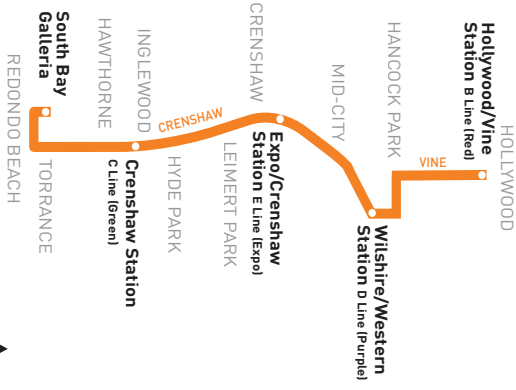 HOLLYWOOD
Hollywood/Vine
Station B Line (Red)
VINE
HANCOCK PARK
Wilshire/Western
Station D Line (Purple)
MID-CITY
Expo/Crenshaw
Station E Line (Expo)
CRENSHAW
LEIMERT PARK
CRENSHAW
HYDE PARK
INGLEWOOD
Crenshaw Station
C Line (Green)
HAWTHORNE
South Bay
Galleria
TORRANCE
REDONDO BEACH